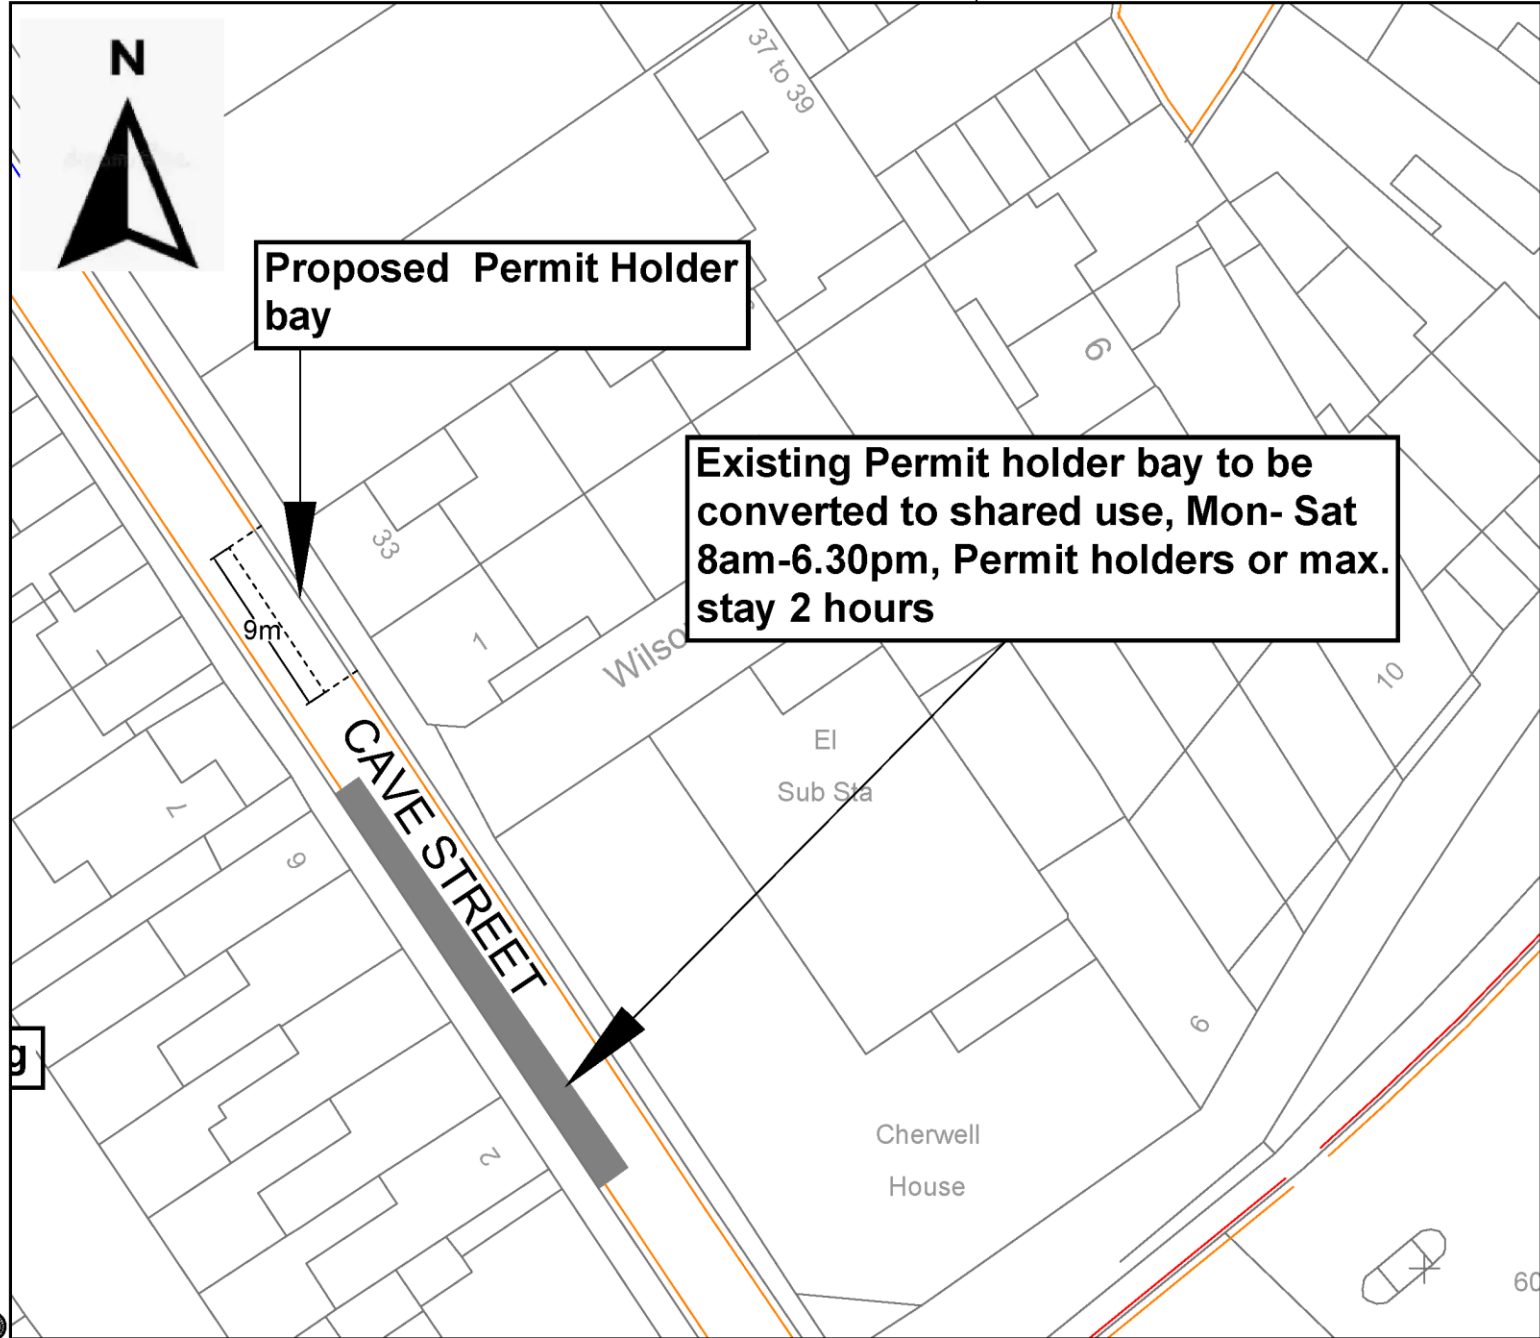 N
37 to 39
Proposed Permit Holder
bay
6
Existing Permit holder bay to be
converted to shared use, Mon- Sat
8am-6.30pm, Permit holders or max.
stay 2 hours
33
9m
1
10
CAVE STREET
El
Sub Sta
7
9
g
6
Cherwell
House
2
60